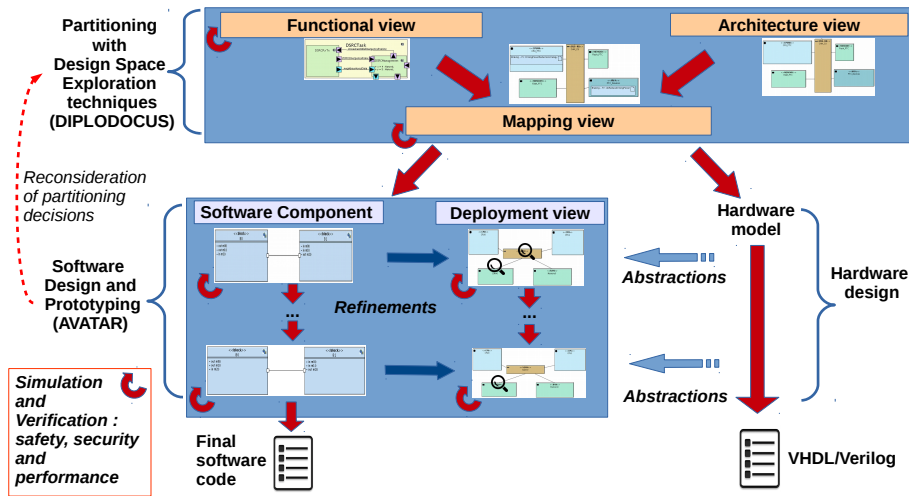 Partitioning
with
Design Space
Exploration
techniques
(DIPLODOCUS)
Functional view
Architecture view
DSRCTask
Mapping view
Reconsideration
of partitioning
decisions
Software Component
Deployment view
Hardware
model
Software
Design and
Prototyping
(AVATAR)
Refinements
...
...
Abstractions
Hardware
design
Abstractions
Simulation
and
Verification :
safety, security
and
performance
Final
software
code
VHDL/Verilog